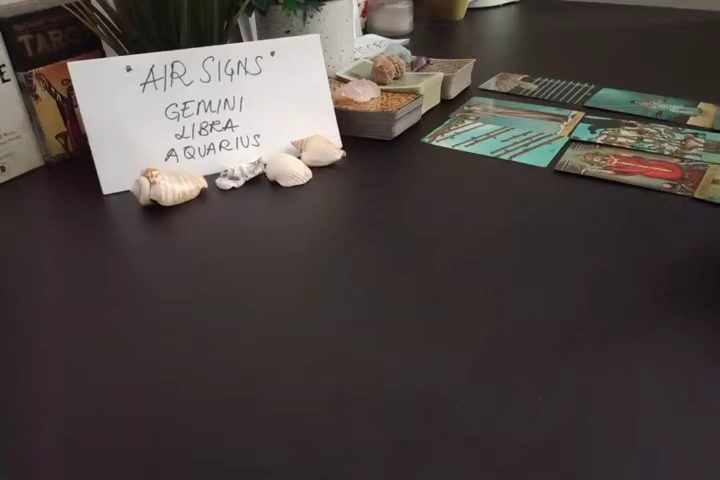 "AIR SIGNS"
GEMINI
LIBRA
AQUARIUS
TAROT